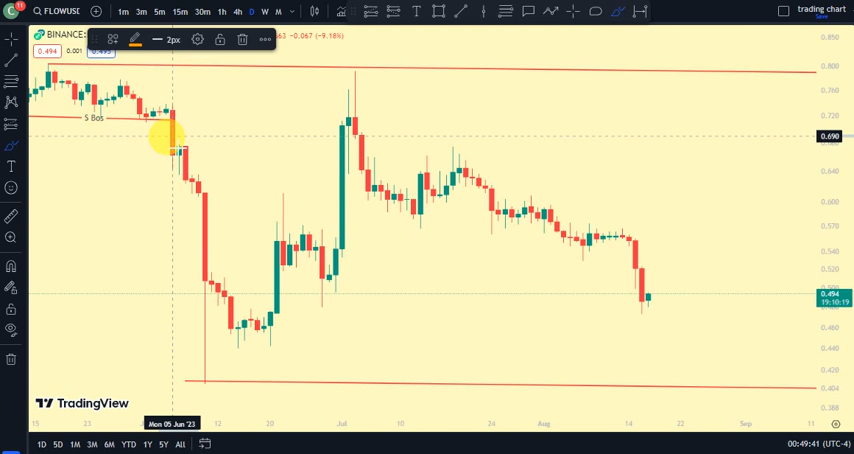 C 11 FLOWUSD 1m 3m 5m 15m 30m 1h 4h D W M trading chart
Save
BINANCE: -0.067 (-9.18%)
2px
0.494 0.001
S Bos
0.850
0.800
0.760
0.720
0.690
0.640
0.600
0.570
0.540
0.520
0.494
19:10:19
0.460
0.440
0.420
0.404
0.388
TradingView
15 23 Mon 05 Jun '23 12 20 Jul 10 Aug 14 22 Sep 11
1D 5D 1M 3M 6M YTD 1Y 5Y All 00:49:41 (UTC-4)